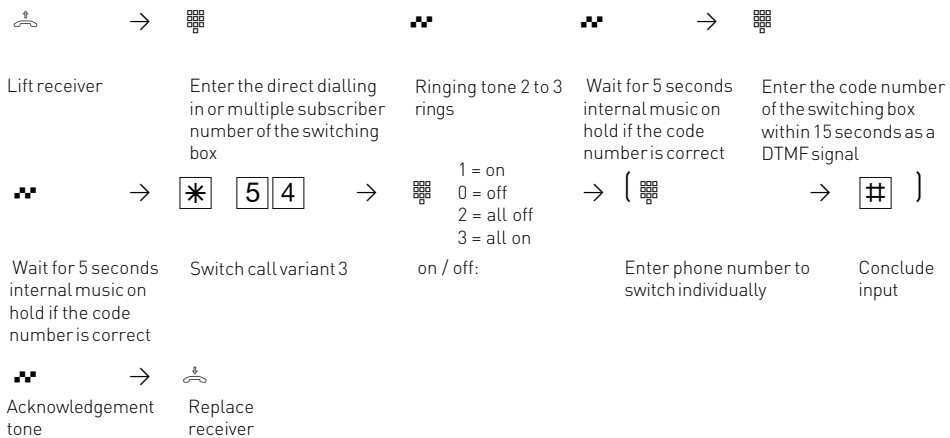 Lift receiver
Enter the direct dialling
in or multiple subscriber
number of the switching
box
Ringing tone 2 to 3
rings
Wait for 5 seconds
internal music on
hold if the code
number is correct
Enter the code number
of the switching box
within 15 seconds as a
DTMF signal
* 5 4
1 = on
0 = off
2 = all off
3 = all on
( # )
Wait for 5 seconds
internal music on
hold if the code
number is correct
Switch call variant 3
on / off:
Enter phone number to
switch individually
Conclude
input
Acknowledgement
tone
Replace
receiver